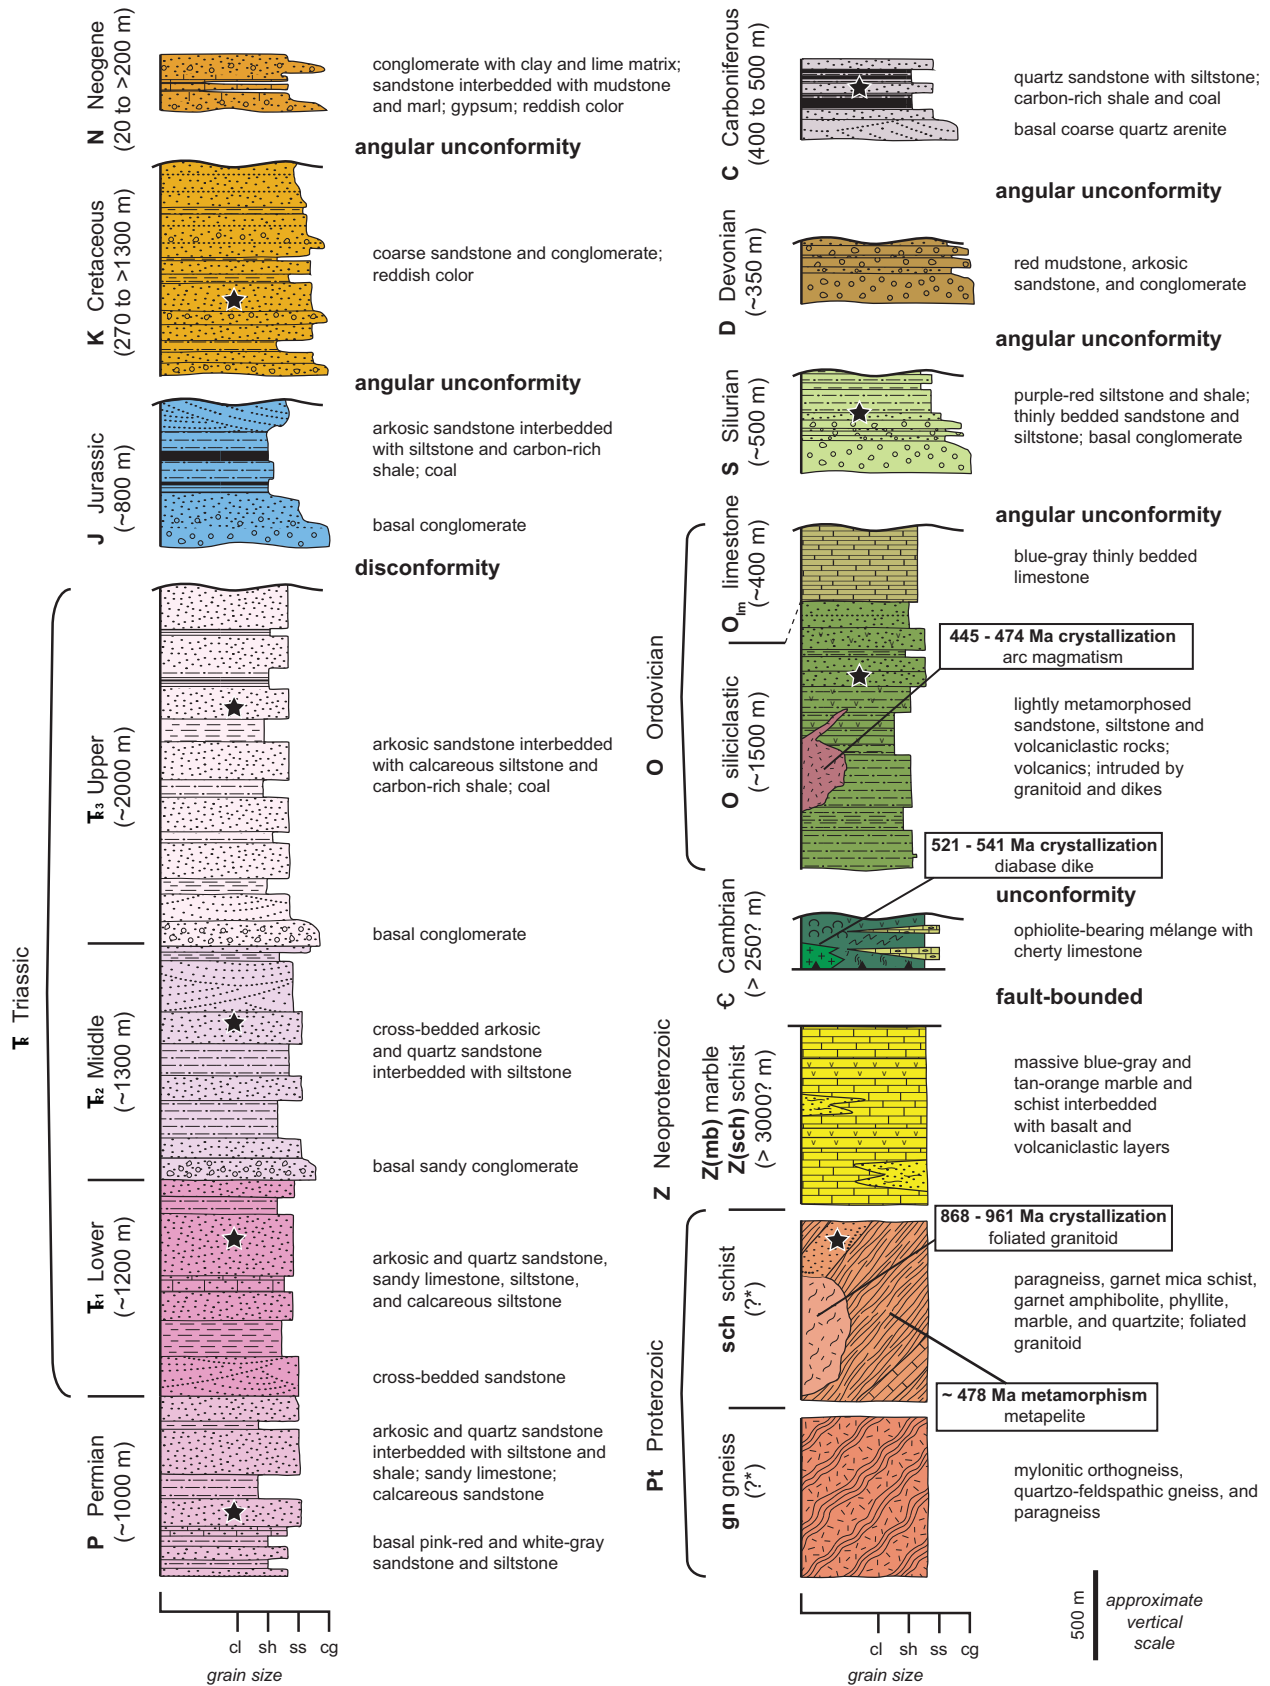 N Neogene
(20 to >200 m)
conglomerate with clay and lime matrix;
sandstone interbedded with mudstone
and marl; gypsum; reddish color
angular unconformity
K Cretaceous
(270 to >1300 m)
coarse sandstone and conglomerate;
reddish color
angular unconformity
J Jurassic
(~800 m)
arkosic sandstone interbedded
with siltstone and carbon-rich
shale; coal
basal conglomerate
disconformity
TR Triassic
TR3 Upper
(~2000 m)
arkosic sandstone interbedded
with calcareous siltstone and
carbon-rich shale; coal
basal conglomerate
TR2 Middle
(~1300 m)
cross-bedded arkosic
and quartz sandstone
interbedded with siltstone
basal sandy conglomerate
TR1 Lower
(~1200 m)
arkosic and quartz sandstone,
sandy limestone, siltstone,
and calcareous siltstone
cross-bedded sandstone
P Permian
(~1000 m)
arkosic and quartz sandstone
interbedded with siltstone and
shale; sandy limestone;
calcareous sandstone
basal pink-red and white-gray
sandstone and siltstone
cl sh ss cg
grain size
C Carboniferous
(400 to 500 m)
quartz sandstone with siltstone;
carbon-rich shale and coal
basal coarse quartz arenite
angular unconformity
D Devonian
(~350 m)
red mudstone, arkosic
sandstone, and conglomerate
angular unconformity
S Silurian
(~500 m)
purple-red siltstone and shale;
thinly bedded sandstone and
siltstone; basal conglomerate
angular unconformity
O Ordovician
Olm limestone
(~400 m)
blue-gray thinly bedded
limestone
445 - 474 Ma crystallization
arc magmatism
O siliciclastic
(~1500 m)
lightly metamorphosed
sandstone, siltstone and
volcaniclastic rocks;
volcanics; intruded by
granitoid and dikes
521 - 541 Ma crystallization
diabase dike
unconformity
Є Cambrian
(> 250? m)
ophiolite-bearing mélange with
cherty limestone
fault-bounded
Z Neoproterozoic
Z(mb) marble
Z(sch) schist
(> 3000? m)
massive blue-gray and
tan-orange marble and
schist interbedded
with basalt and
volcaniclastic layers
868 - 961 Ma crystallization
foliated granitoid
Pt Proterozoic
sch schist
(?*)
paragneiss, garnet mica schist,
garnet amphibolite, phyllite,
marble, and quartzite; foliated
granitoid
~ 478 Ma metamorphism
metapelite
gn gneiss
(?*)
mylonitic orthogneiss,
quartzo-feldspathic gneiss, and
paragneiss
cl sh ss cg
grain size
500 m
approximate
vertical
scale